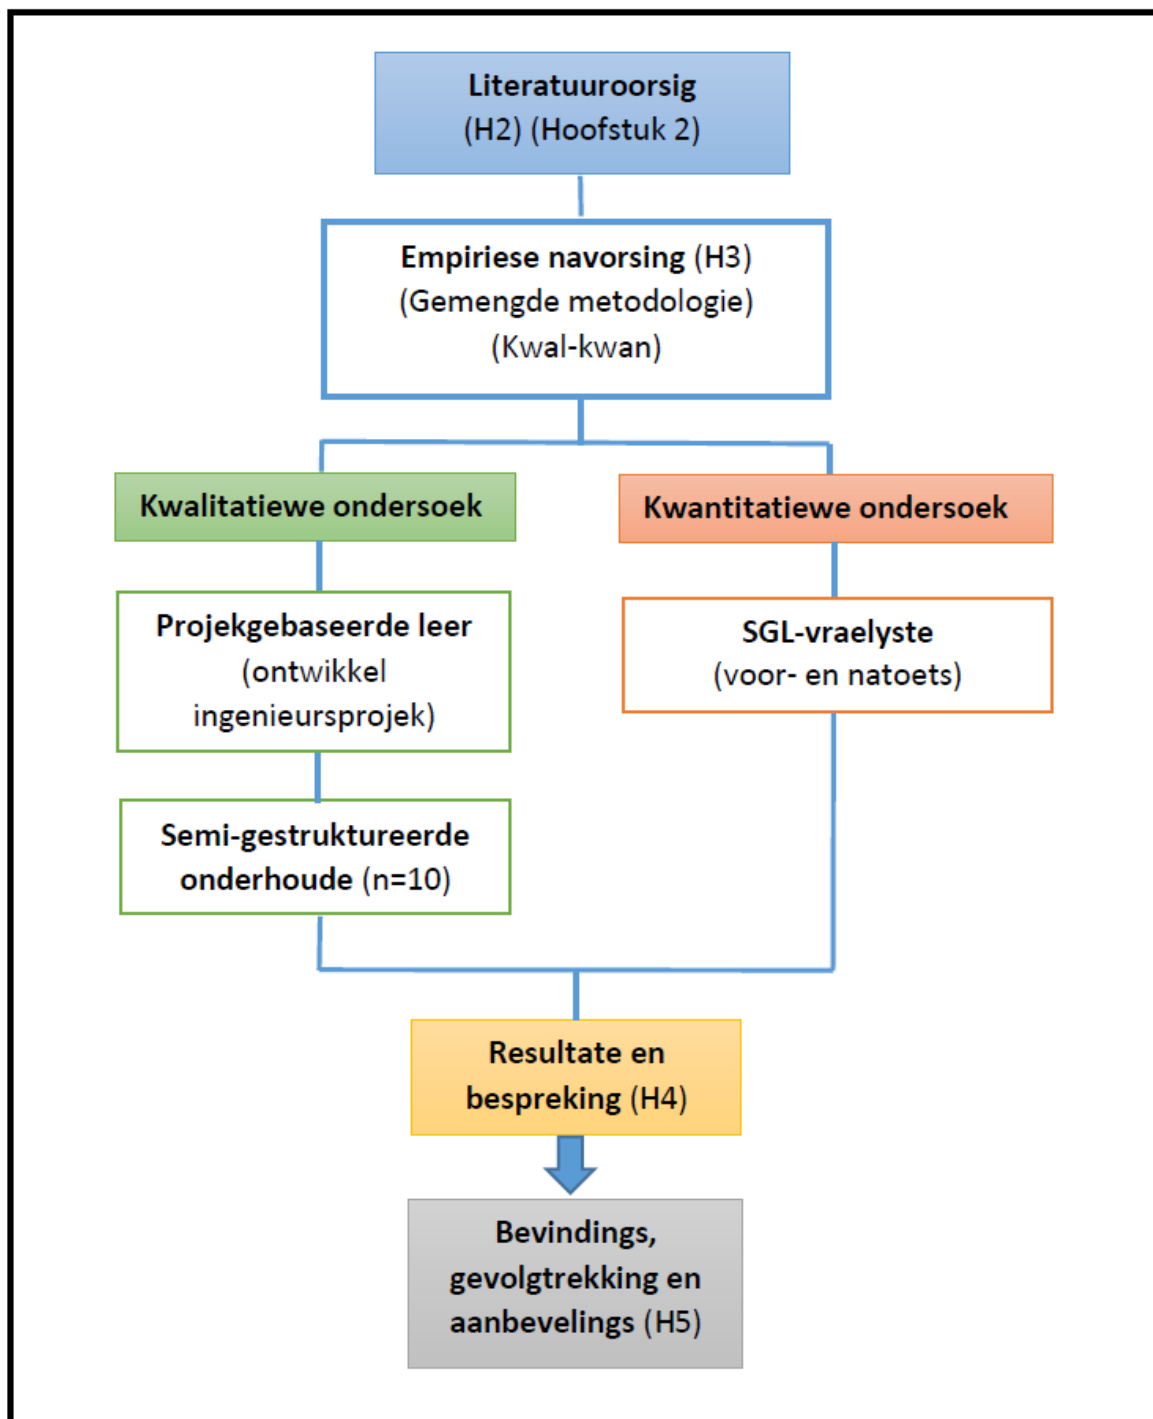 Literatuuroorsig
(H2) (Hoofstuk 2)
Empiriese navorsing (H3)
(Gemengde metodologie)
(Kwal-kwan)
Kwalitatiewe ondersoek
Kwantitatiewe ondersoek
Projekgebaseerde leer
(ontwikkel
ingenieursprojek)
SGL-vraelyste
(voor- en natoets)
Semi-gestruktureerde
onderhoude (n=10)
Resultate en
bespreking (H4)
Bevindings,
gevolgtrekking en
aanbevelings (H5)